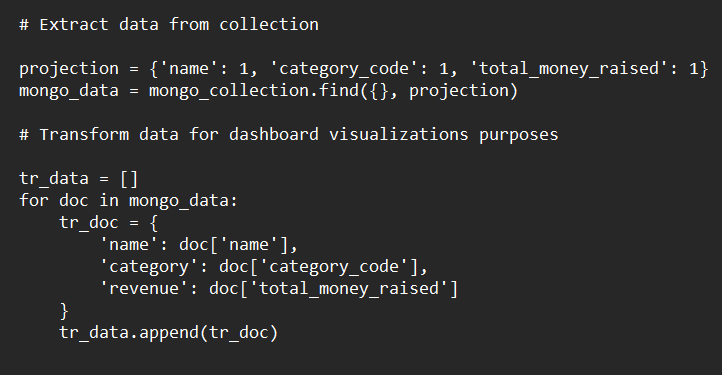 # Extract data from collection
projection = {'name': 1, 'category_code': 1, 'total_money_raised': 1}
mongo_data = mongo_collection.find({}, projection)
# Transform data for dashboard visualizations purposes
tr_data = []
for doc in mongo_data:
    tr_doc = {
        'name': doc['name'],
        'category': doc['category_code'],
        'revenue': doc['total_money_raised']
    }
    tr_data.append(tr_doc)